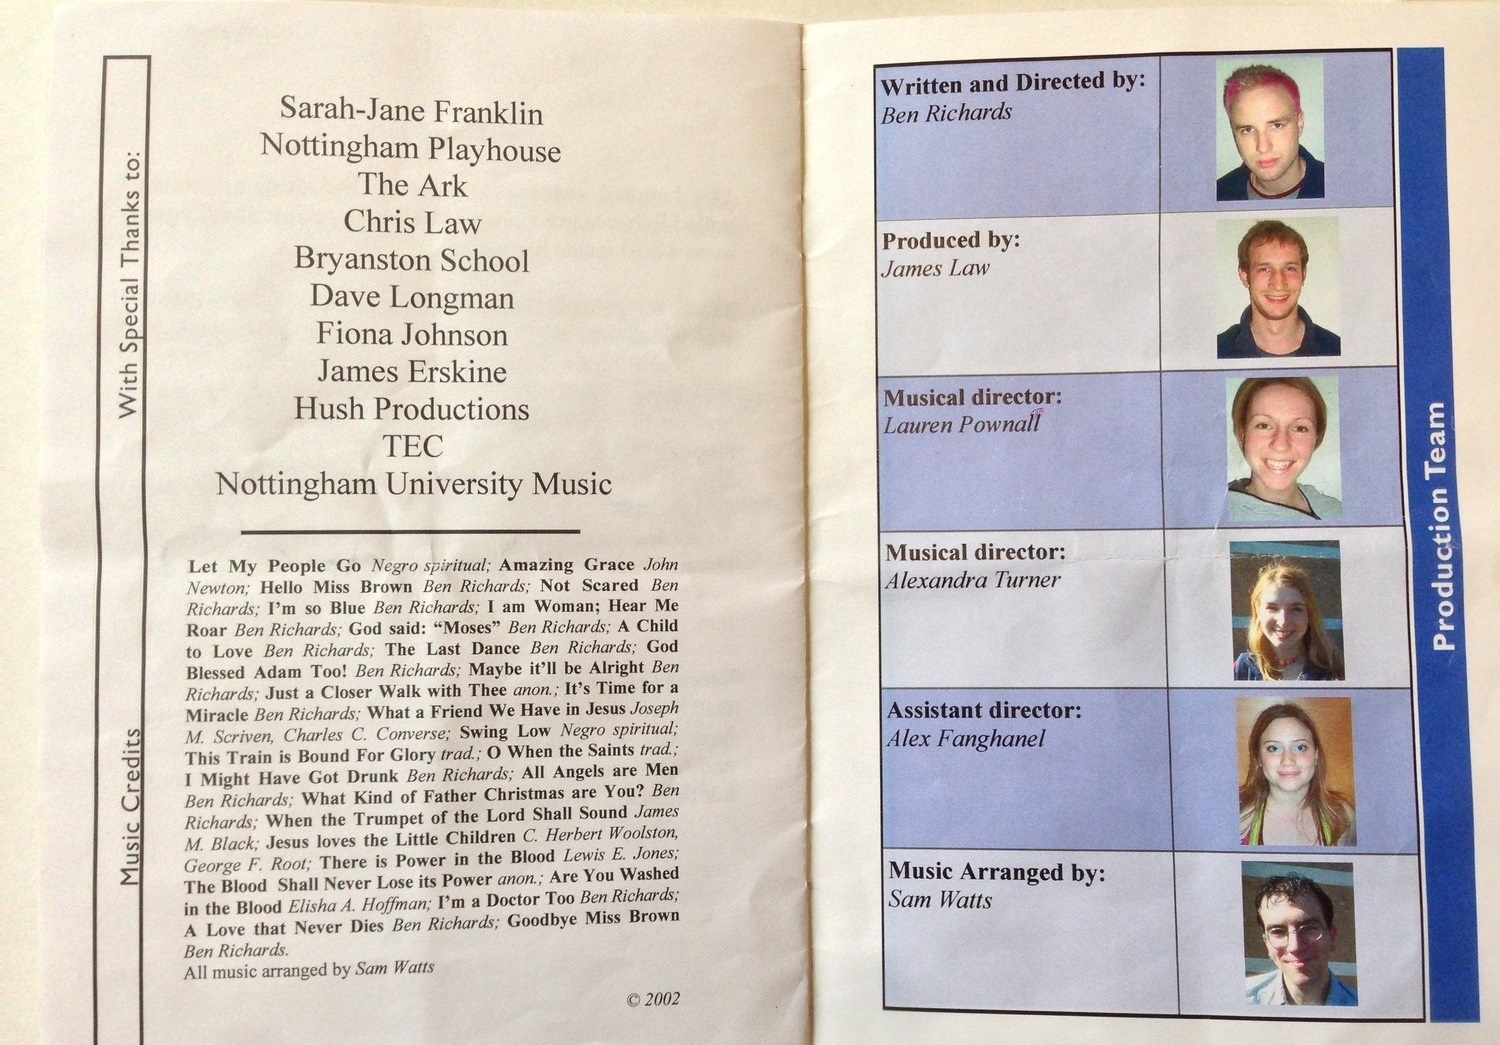 With Special Thanks to:
Sarah-Jane Franklin
Nottingham Playhouse
The Ark
Chris Law
Bryanston School
Dave Longman
Fiona Johnson
James Erskine
Hush Productions
TEC
Nottingham University Music
Music Credits
Let My People Go Negro spiritual; Amazing Grace John
Newton; Hello Miss Brown Ben Richards; Not Scared Ben
Richards; I'm so Blue Ben Richards; I am Woman; Hear Me
Roar Ben Richards; God said: “Moses” Ben Richards; A Child
to Love Ben Richards; The Last Dance Ben Richards; God
Blessed Adam Too! Ben Richards; Maybe it'll be Alright Ben
Richards; Just a Closer Walk with Thee anon.; It's Time for a
Miracle Ben Richards; What a Friend We Have in Jesus Joseph
M. Scriven, Charles C. Converse; Swing Low Negro spiritual;
This Train is Bound For Glory trad.; O When the Saints trad.;
I Might Have Got Drunk Ben Richards; All Angels are Men
Ben Richards; What Kind of Father Christmas are You? Ben
Richards; When the Trumpet of the Lord Shall Sound James
M. Black; Jesus loves the Little Children C. Herbert Woolston,
George F. Root; There is Power in the Blood Lewis E. Jones;
The Blood Shall Never Lose its Power anon.; Are You Washed
in the Blood Elisha A. Hoffman; I'm a Doctor Too Ben Richards;
A Love that Never Dies Ben Richards; Goodbye Miss Brown
Ben Richards.
All music arranged by Sam Watts
© 2002
Written and Directed by:
Ben Richards
Produced by:
James Law
Musical director:
Lauren Pownall
Musical director:
Alexandra Turner
Assistant director:
Alex Fanghanel
Music Arranged by:
Sam Watts
Production Team